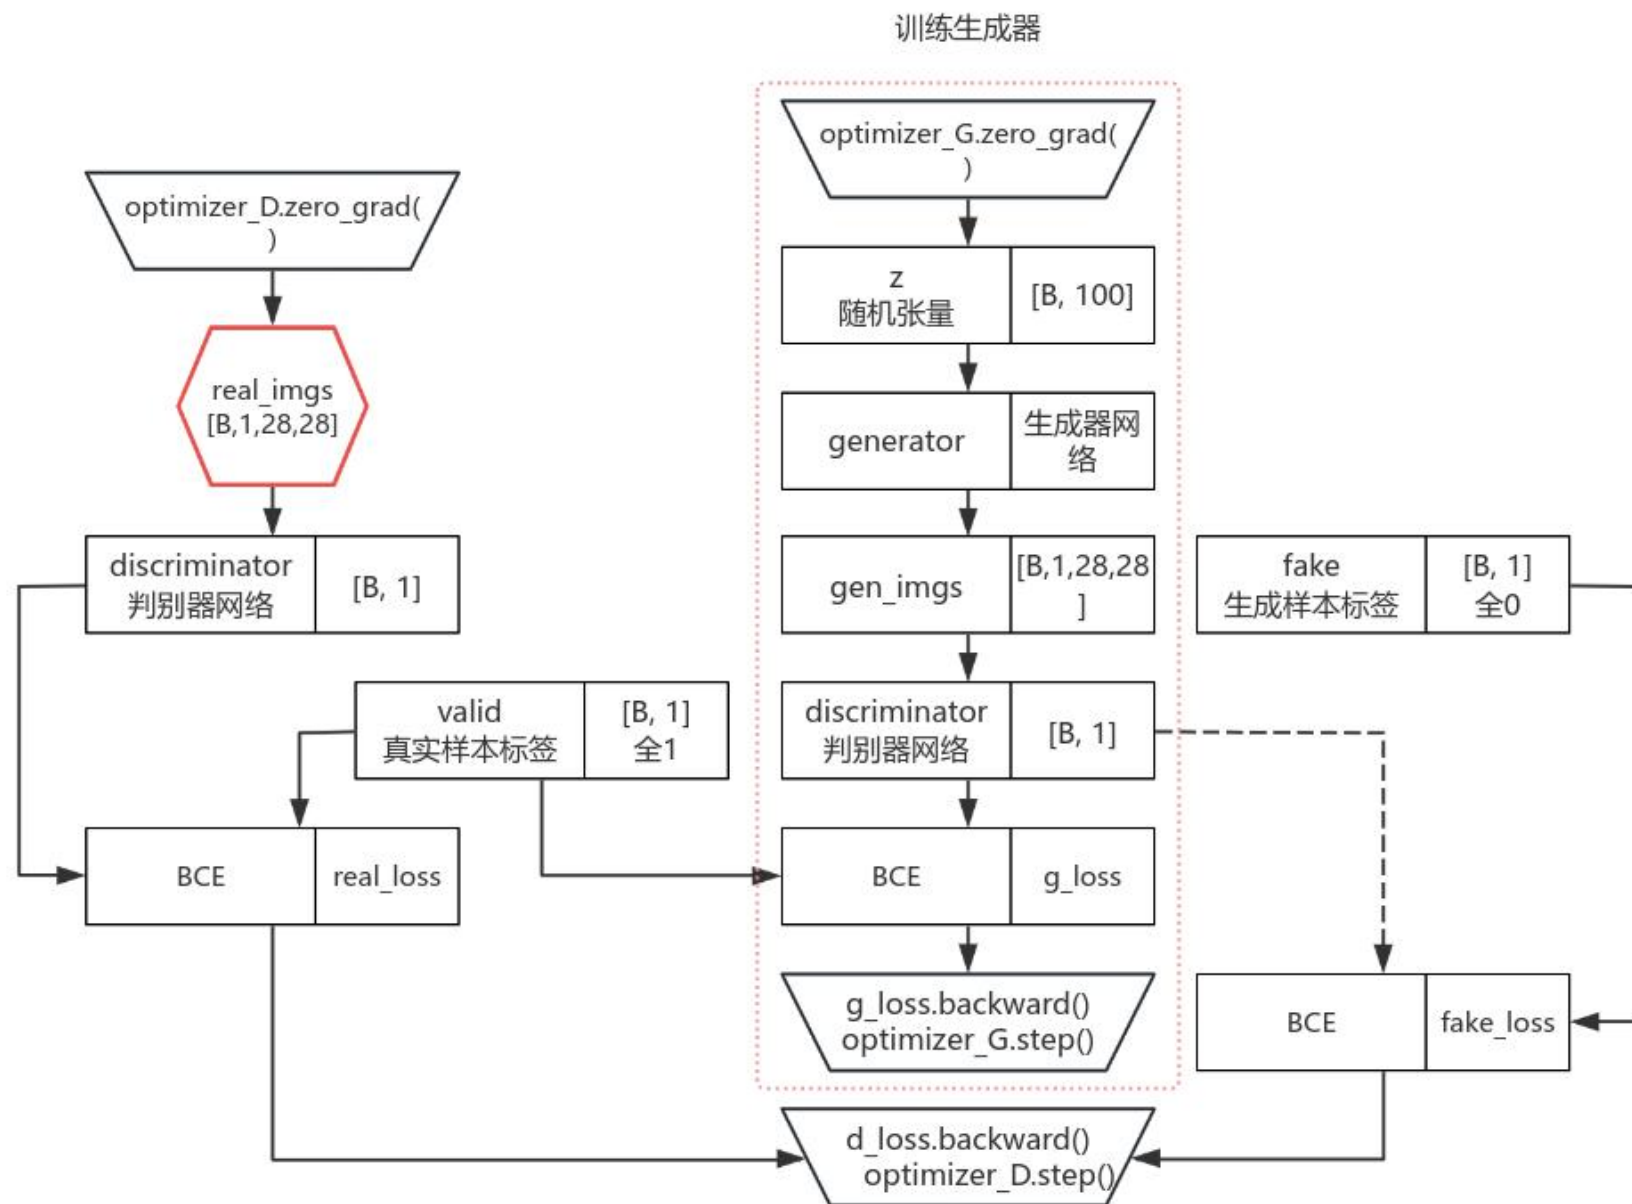 训练生成器
optimizer_G.zero_grad(
)
optimizer_D.zero_grad(
)
z
随机张量
[B, 100]
real_imgs
[B,1,28,28]
generator
生成器网
络
discriminator
判别器网络
[B, 1]
gen_imgs
[B,1,28,28
]
fake
生成样本标签
[B, 1]
全0
valid
真实样本标签
[B, 1]
全1
discriminator
判别器网络
[B, 1]
BCE
real_loss
BCE
g_loss
g_loss.backward()
optimizer_G.step()
BCE
fake_loss
d_loss.backward()
optimizer_D.step()